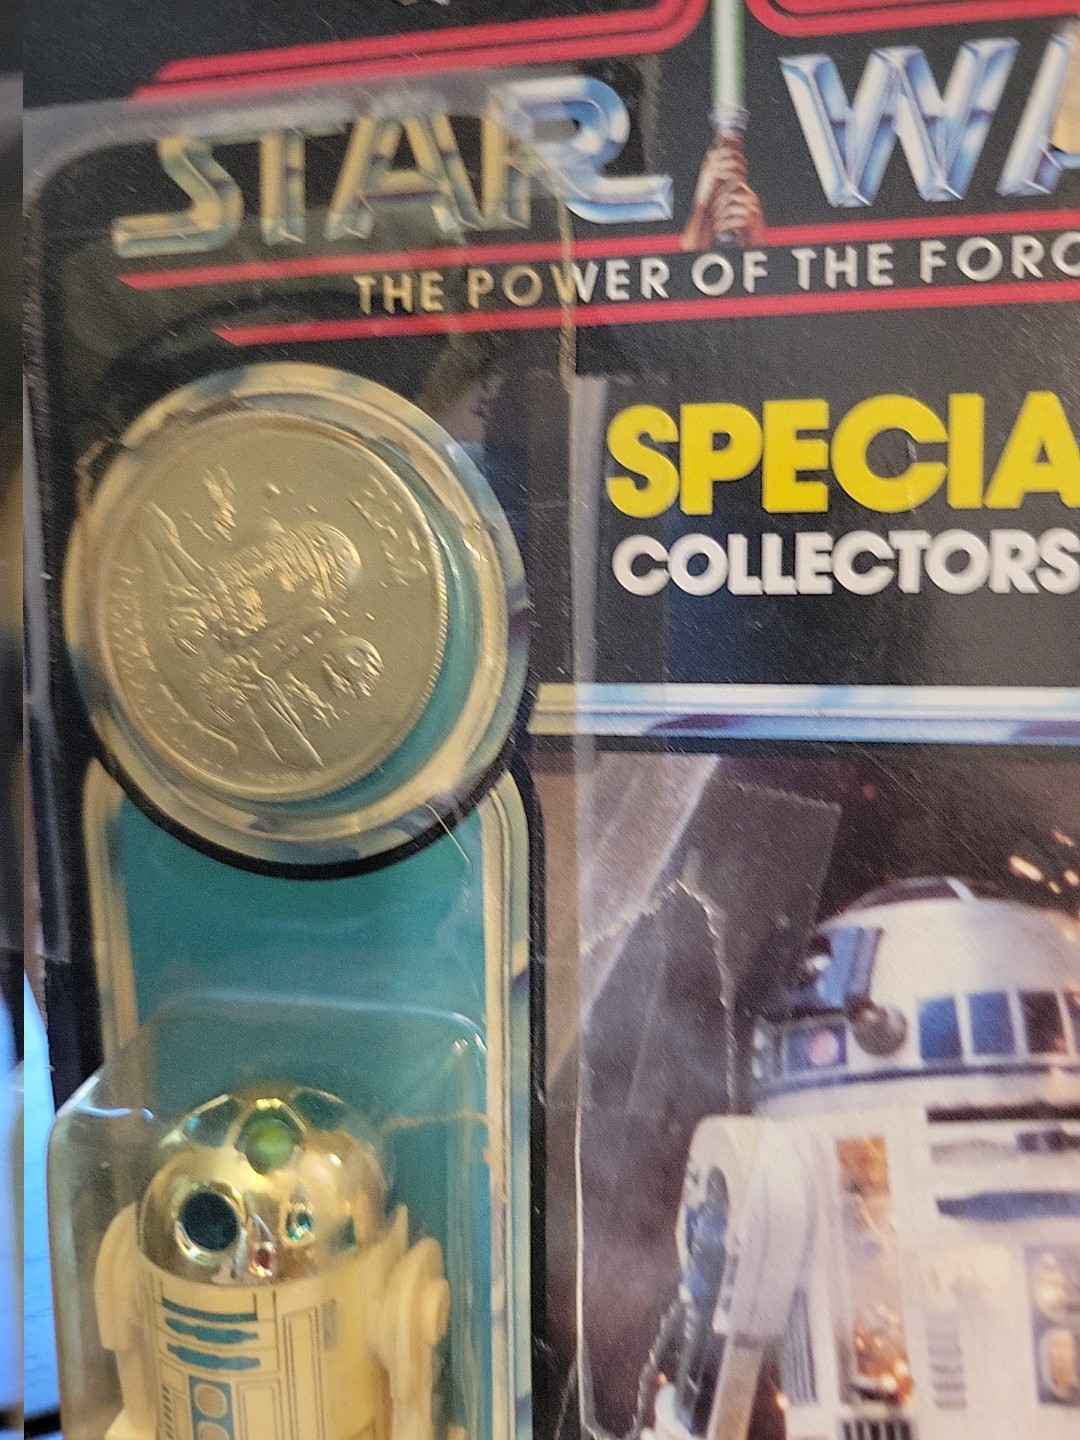 STAR WA
THE POWER OF THE FORC
SPECIA
COLLECTORS